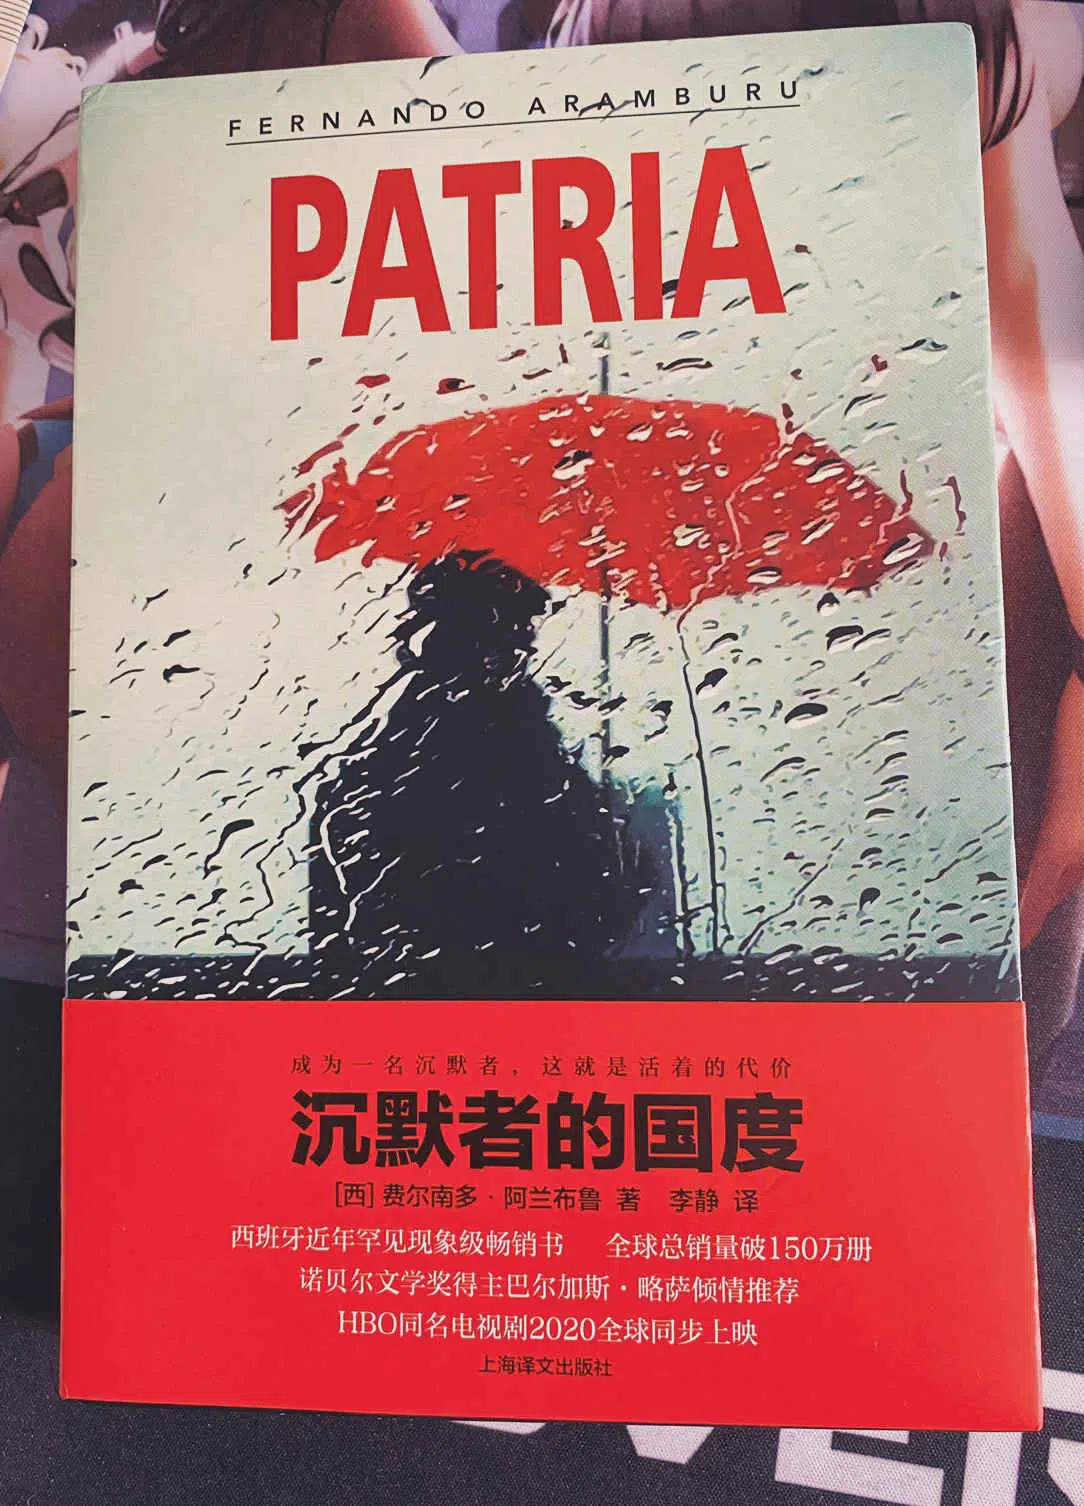 FERNANDO ARAMBURU
PATRIA
成为一名沉默者，这就是活着的代价
沉默者的国度
[西] 费尔南多·阿兰布鲁 著 李静 译
西班牙近年罕见现象级畅销书 全球总销量破150万册
诺贝尔文学奖得主巴尔加斯·略萨倾情推荐
HBO同名电视剧2020全球同步上映
上海译文出版社